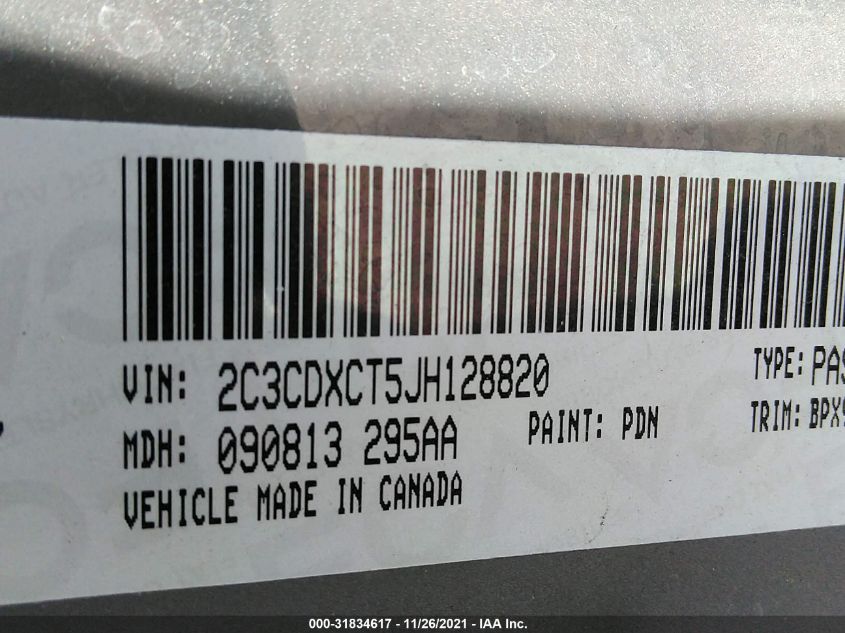 VIN: 2C3CDXCT5JH128820 TYPE: PAS
MDH: 090813 295AA PAINT: PDN TRIM: BPX9
VEHICLE MADE IN CANADA
000-31834617 - 11/26/2021 - IAA Inc.